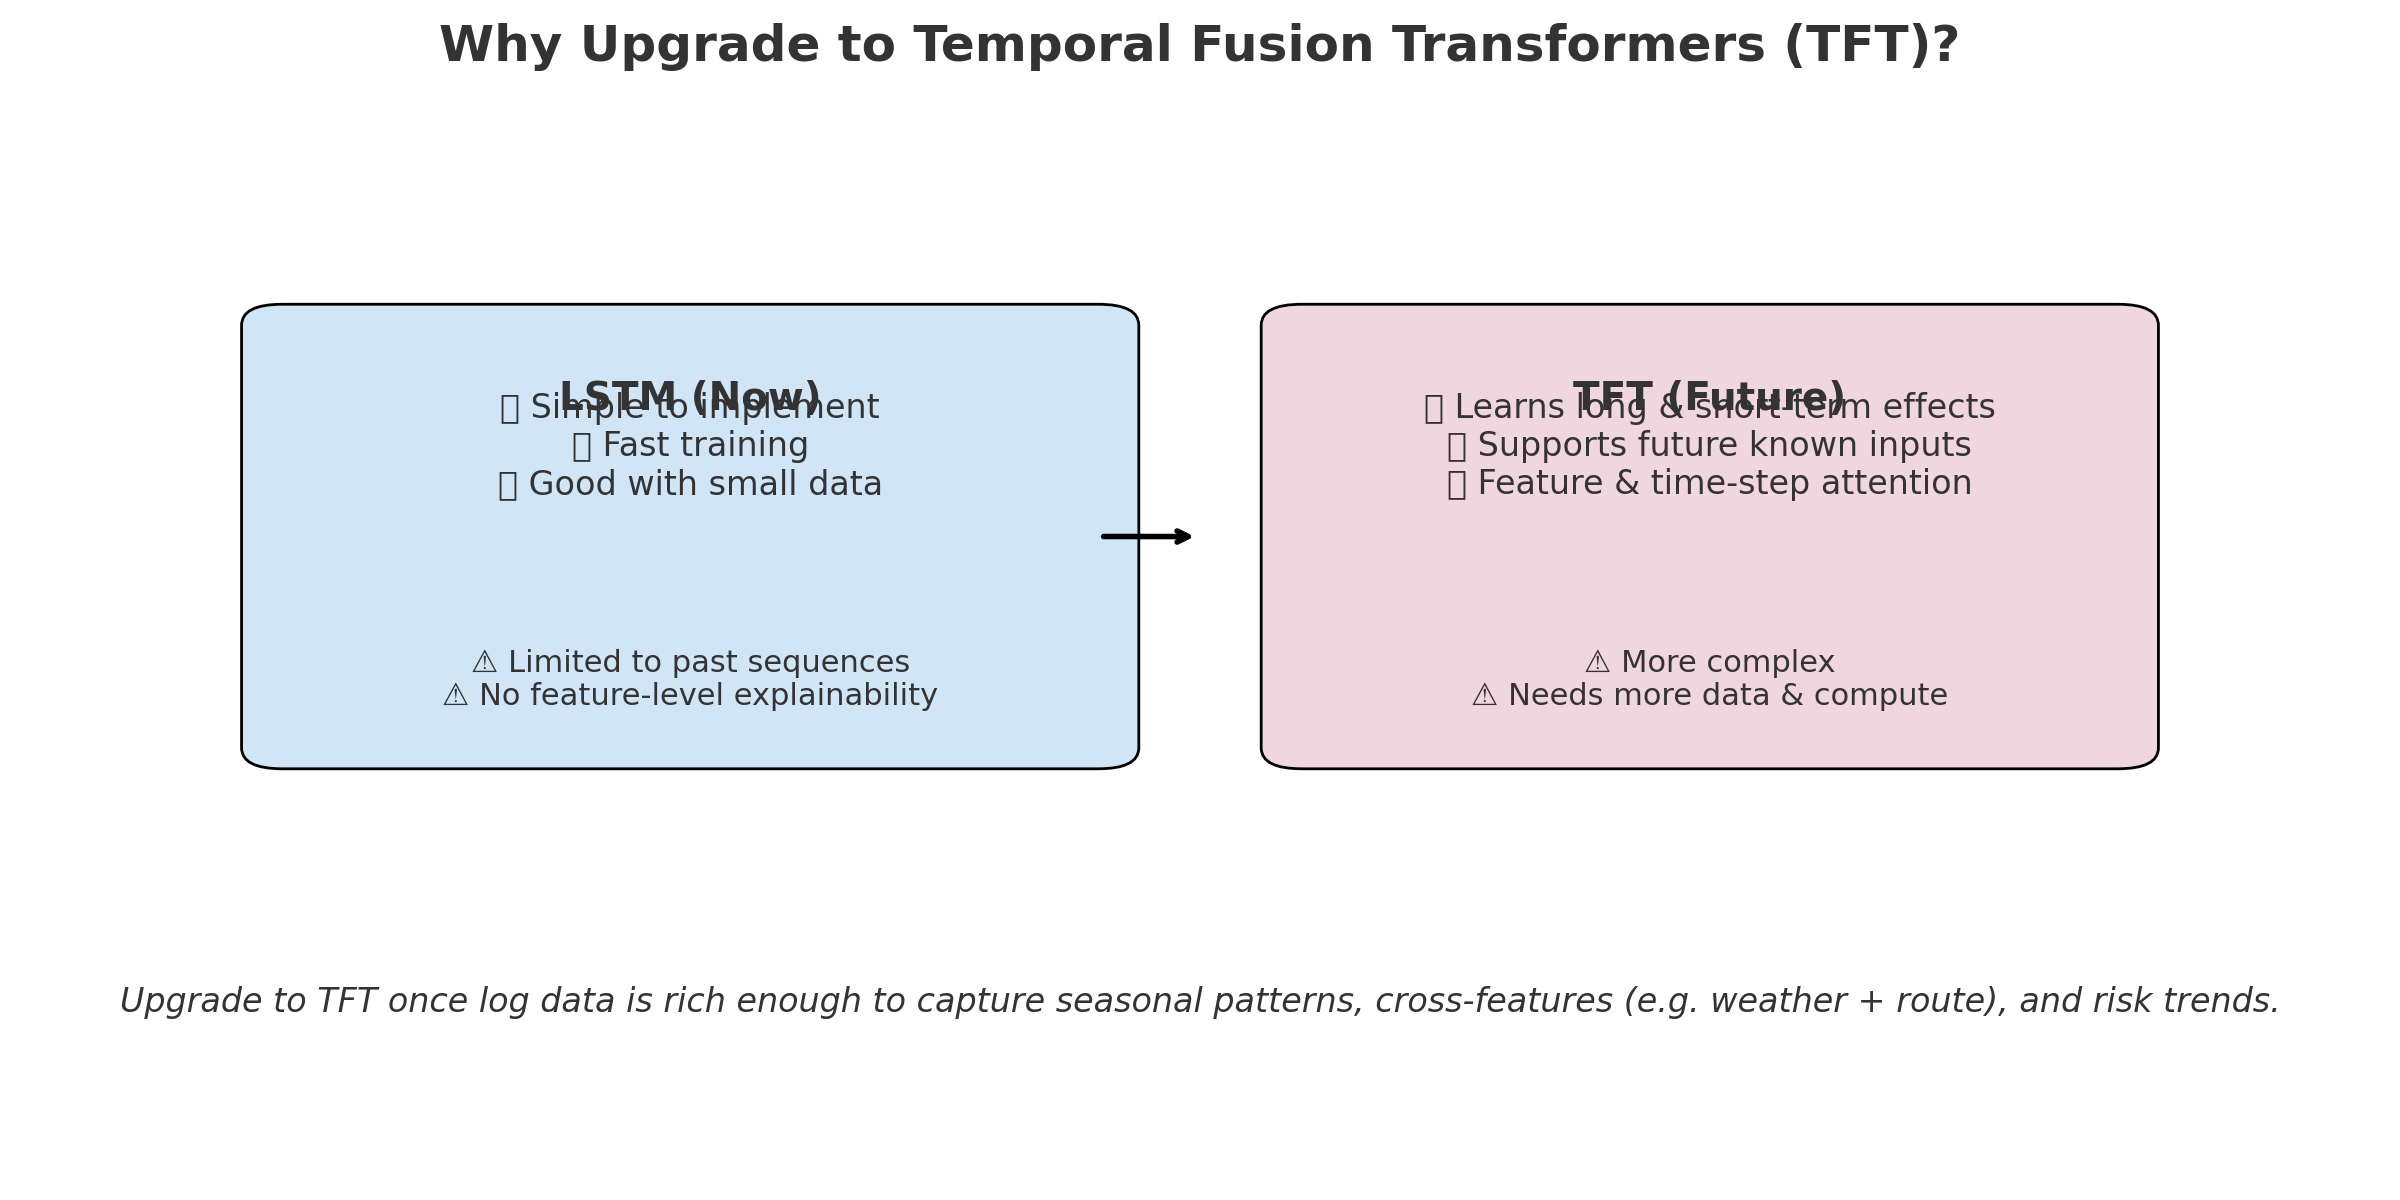 Why Upgrade to Temporal Fusion Transformers (TFT)?
LSTM (Now)
Simple to implement
Fast training
Good with small data
⚠ Limited to past sequences
⚠ No feature-level explainability
TFT (Future)
Learns long & short-term effects
Supports future known inputs
Feature & time-step attention
⚠ More complex
⚠ Needs more data & compute
Upgrade to TFT once log data is rich enough to capture seasonal patterns, cross-features (e.g. weather + route), and risk trends.